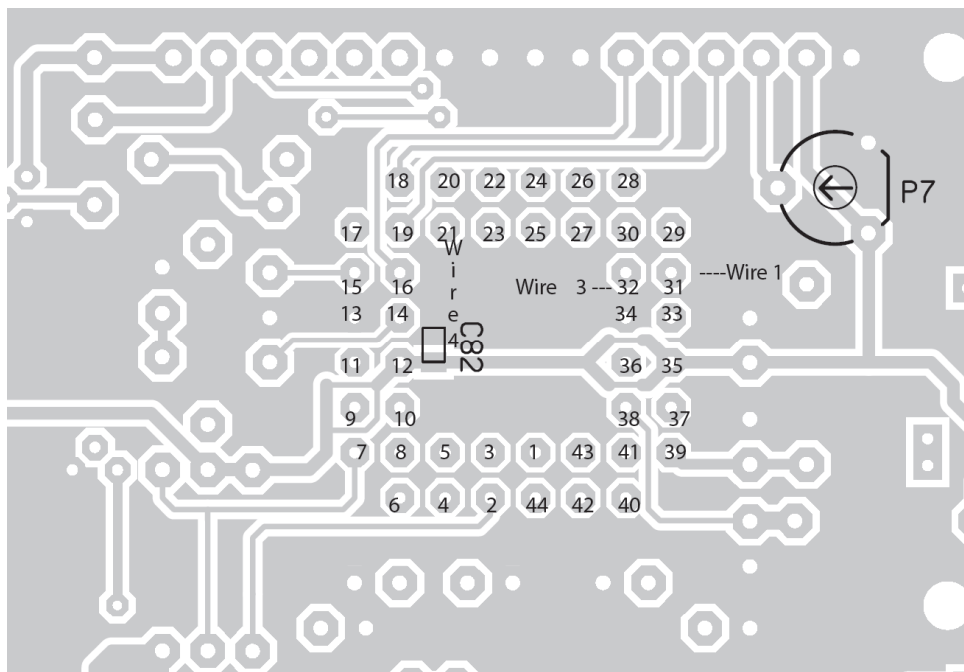 18 20 22 24 26 28
P7
17 19 21 23 25 27 30 29
Wire 4
----Wire 1
15 16 Wire 3 --- 32 31
13 14 34 33
C82
11 12 36 35
9 10 38 37
7 8 5 3 1 43 41 39
6 4 2 44 42 40